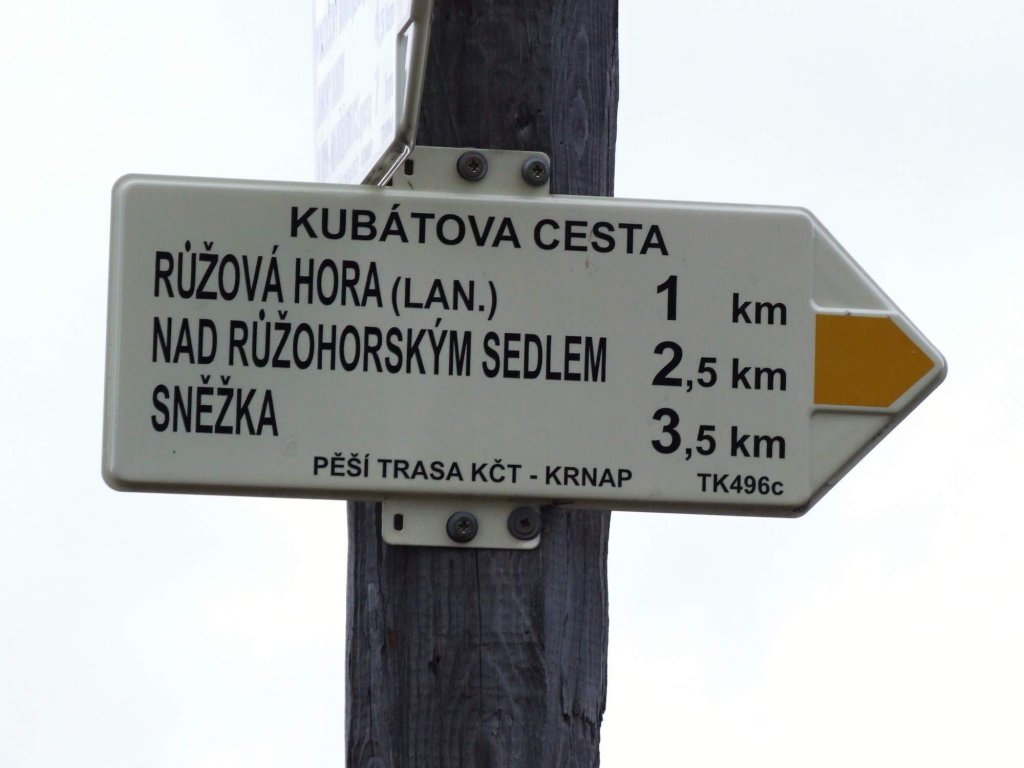 KUBÁTOVA CESTA
RŮŽOVÁ HORA (LAN.) 1 km
NAD RŮŽOHORSKÝM SEDLEM 2,5 km
SNĚŽKA 3,5 km
PĚŠÍ TRASA KČT - KRNAP TK496c